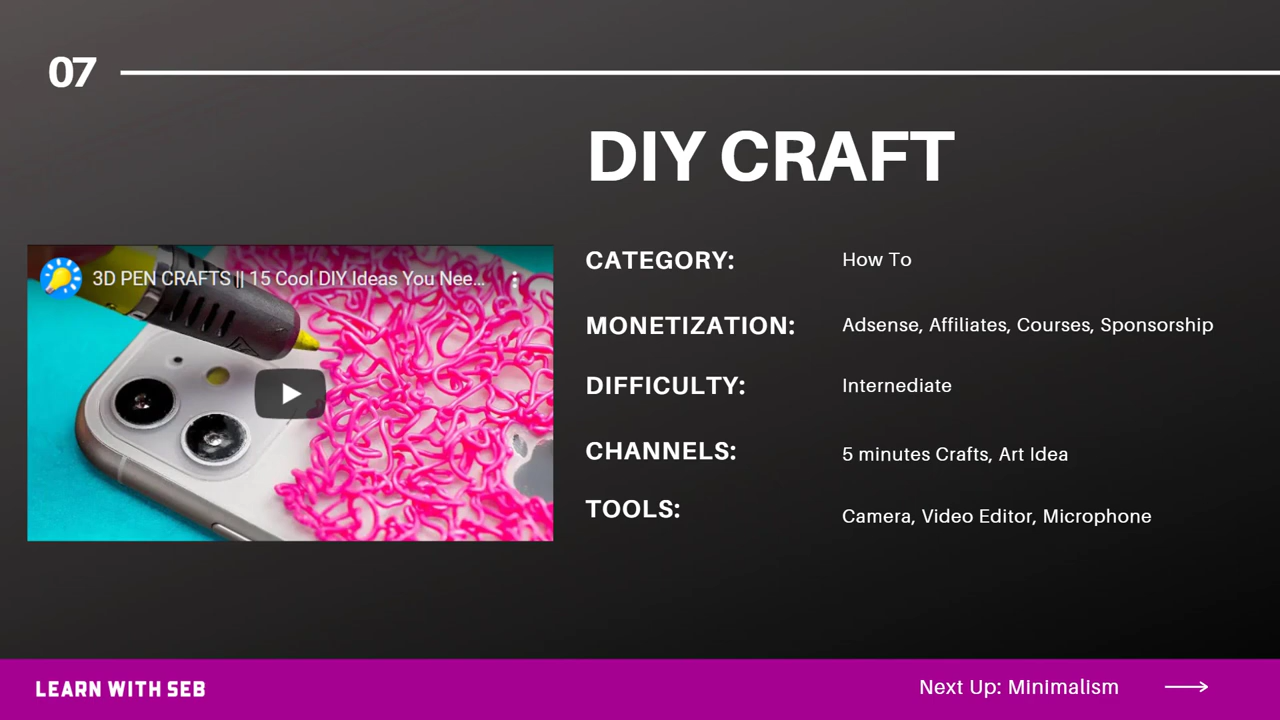 07
DIY CRAFT
3D PEN CRAFTS || 15 Cool DIY Ideas You Nee...
CATEGORY: How To
MONETIZATION: Adsense, Affiliates, Courses, Sponsorship
DIFFICULTY: Internediate
CHANNELS: 5 minutes Crafts, Art Idea
TOOLS: Camera, Video Editor, Microphone
LEARN WITH SEB
Next Up: Minimalism